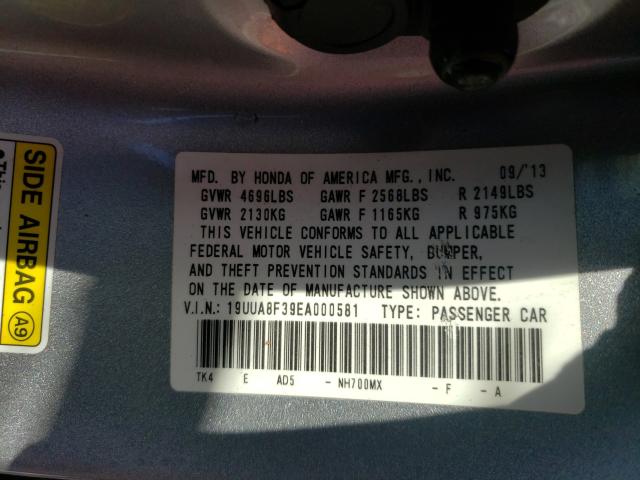 MFD. BY HONDA OF AMERICA MFG., INC. 09/'13
GVWR 4696LBS GAWR F 2568LBS R 2149LBS
GVWR 2130KG GAWR F 1165KG R 975KG
THIS VEHICLE CONFORMS TO ALL APPLICABLE
FEDERAL MOTOR VEHICLE SAFETY, BUMPER,
AND THEFT PREVENTION STANDARDS IN EFFECT
ON THE DATE OF MANUFACTURE SHOWN ABOVE.
V.I.N.: 19UUA8F39EA000581 TYPE: PASSENGER CAR
TK4 E AD5 - NH700MX - F - A
SIDE AIRBAG A9
•This